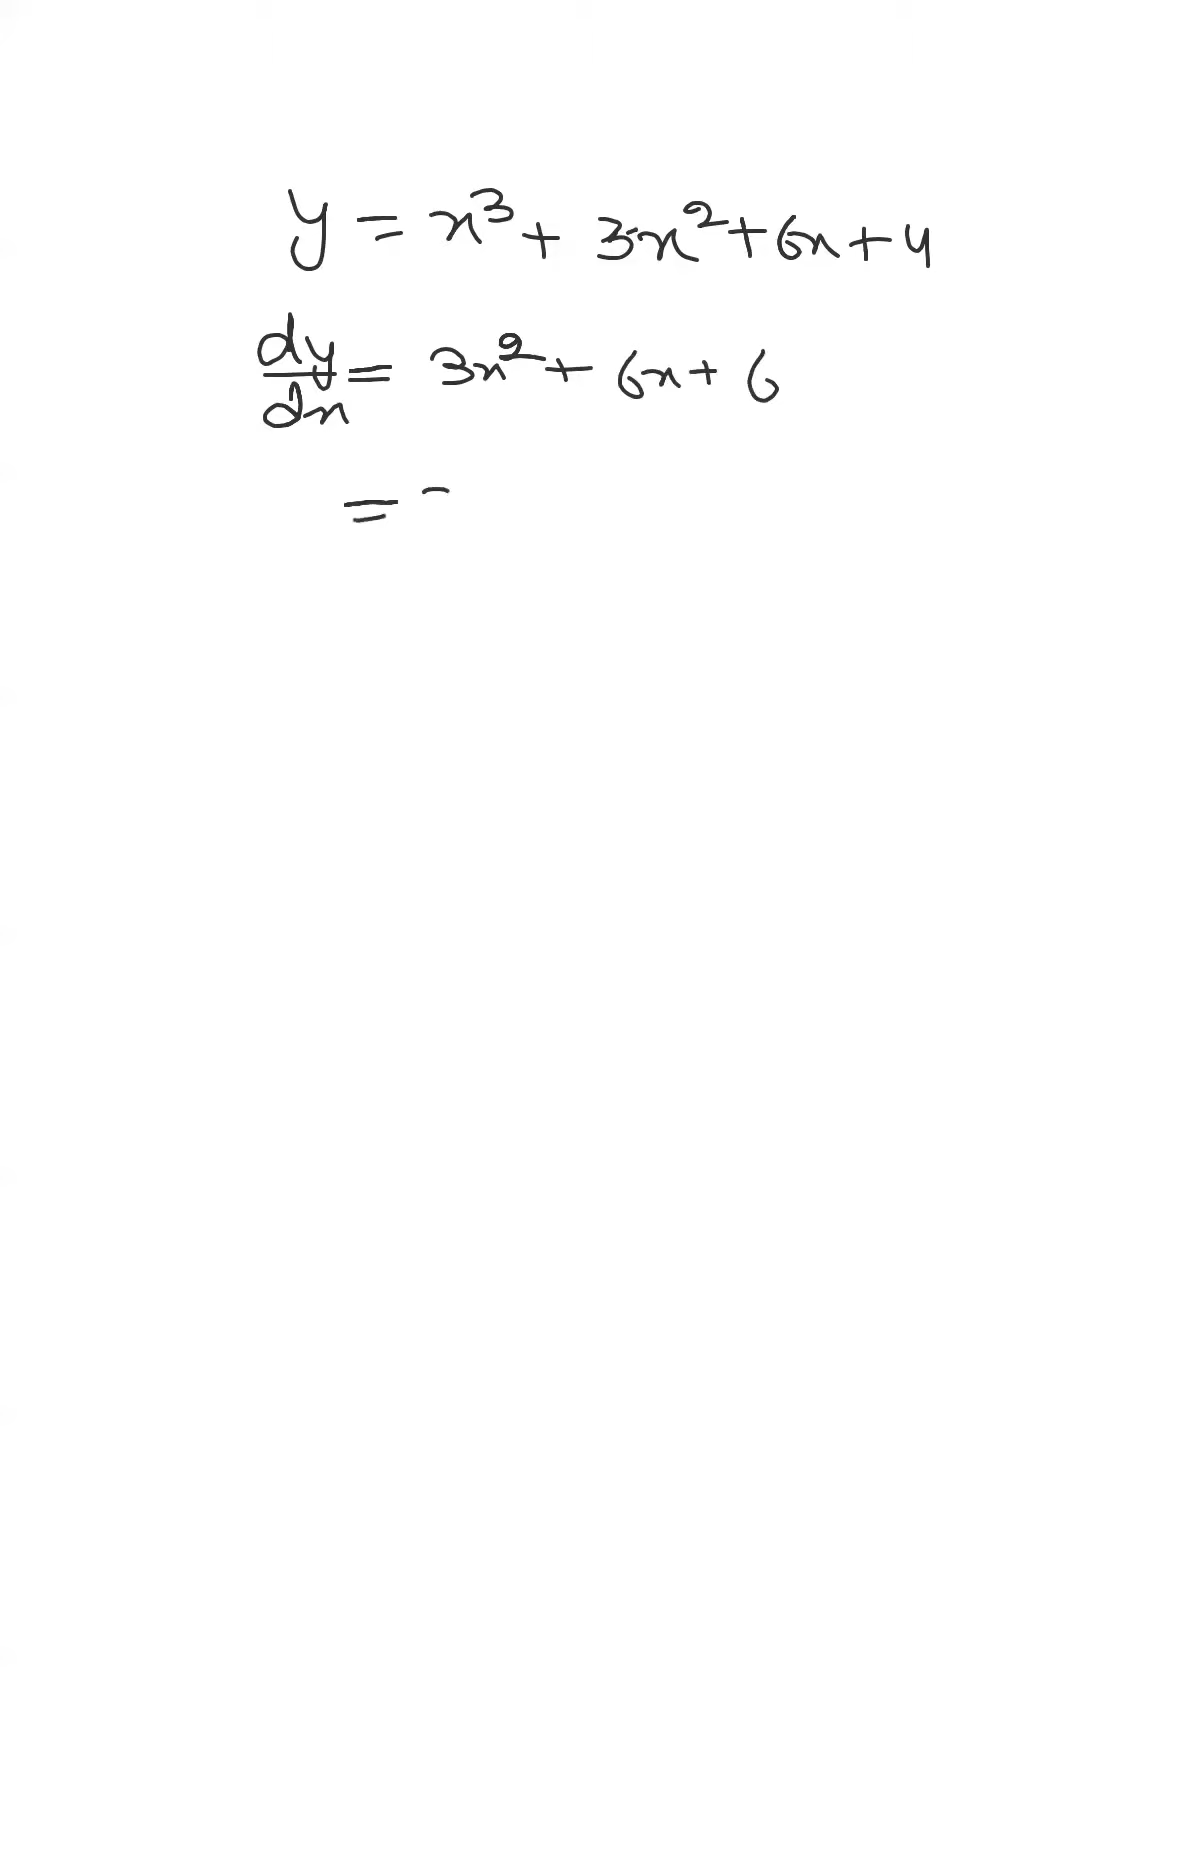 y = x³ + 3x² + 6x + 4
dy/dx = 3x² + 6x + 6
=